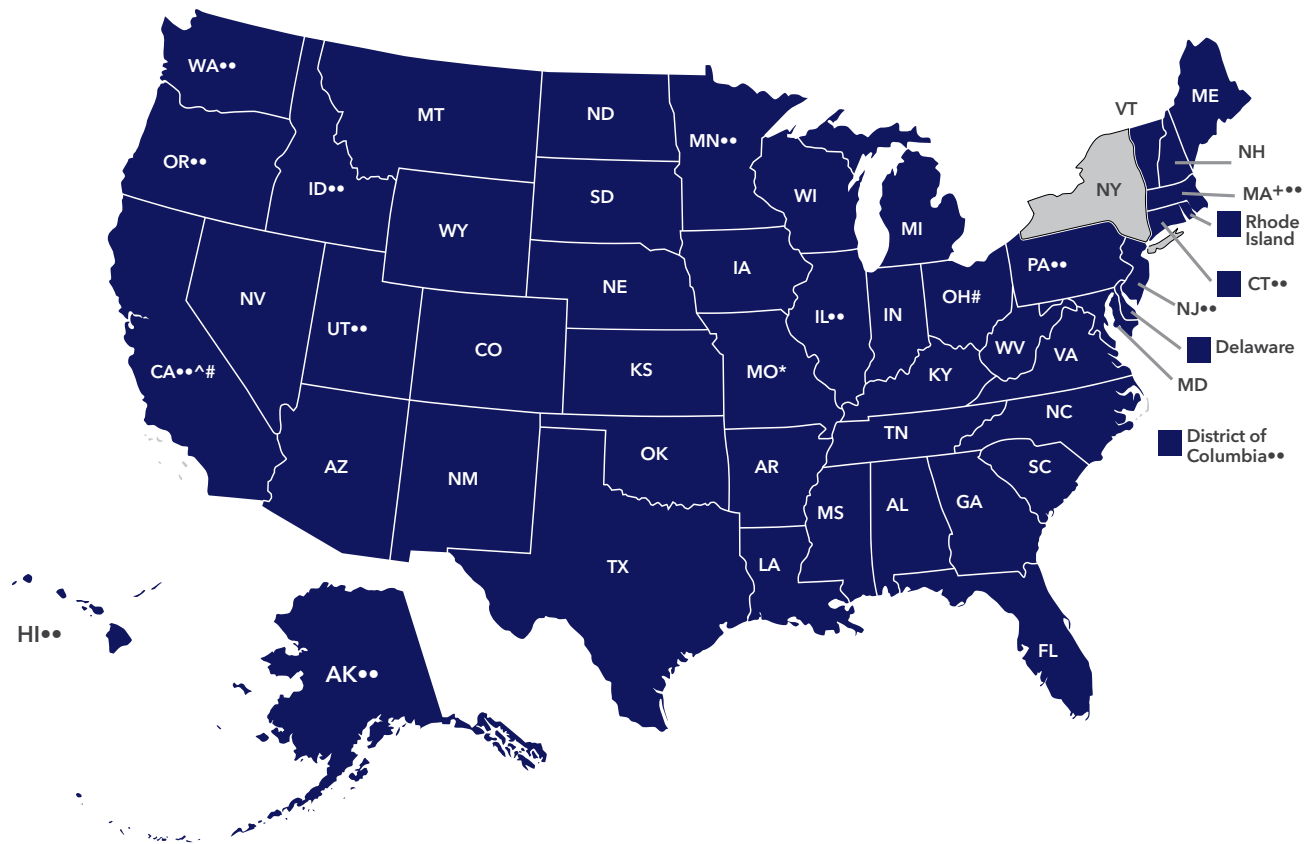 WA••
MT
ND
MN••
VT
ME
OR••
ID••
SD
WI
MI
NY
NH
MA+••
WY
Rhode
Island
NV
UT••
NE
IA
IL••
IN
OH#
PA••
CT••
NJ••
CO
KS
MO*
KY
WV
VA
Delaware
MD
CA••^#
AZ
NM
OK
AR
TN
NC
SC
District of
Columbia••
TX
LA
MS
AL
GA
FL
HI••
AK••